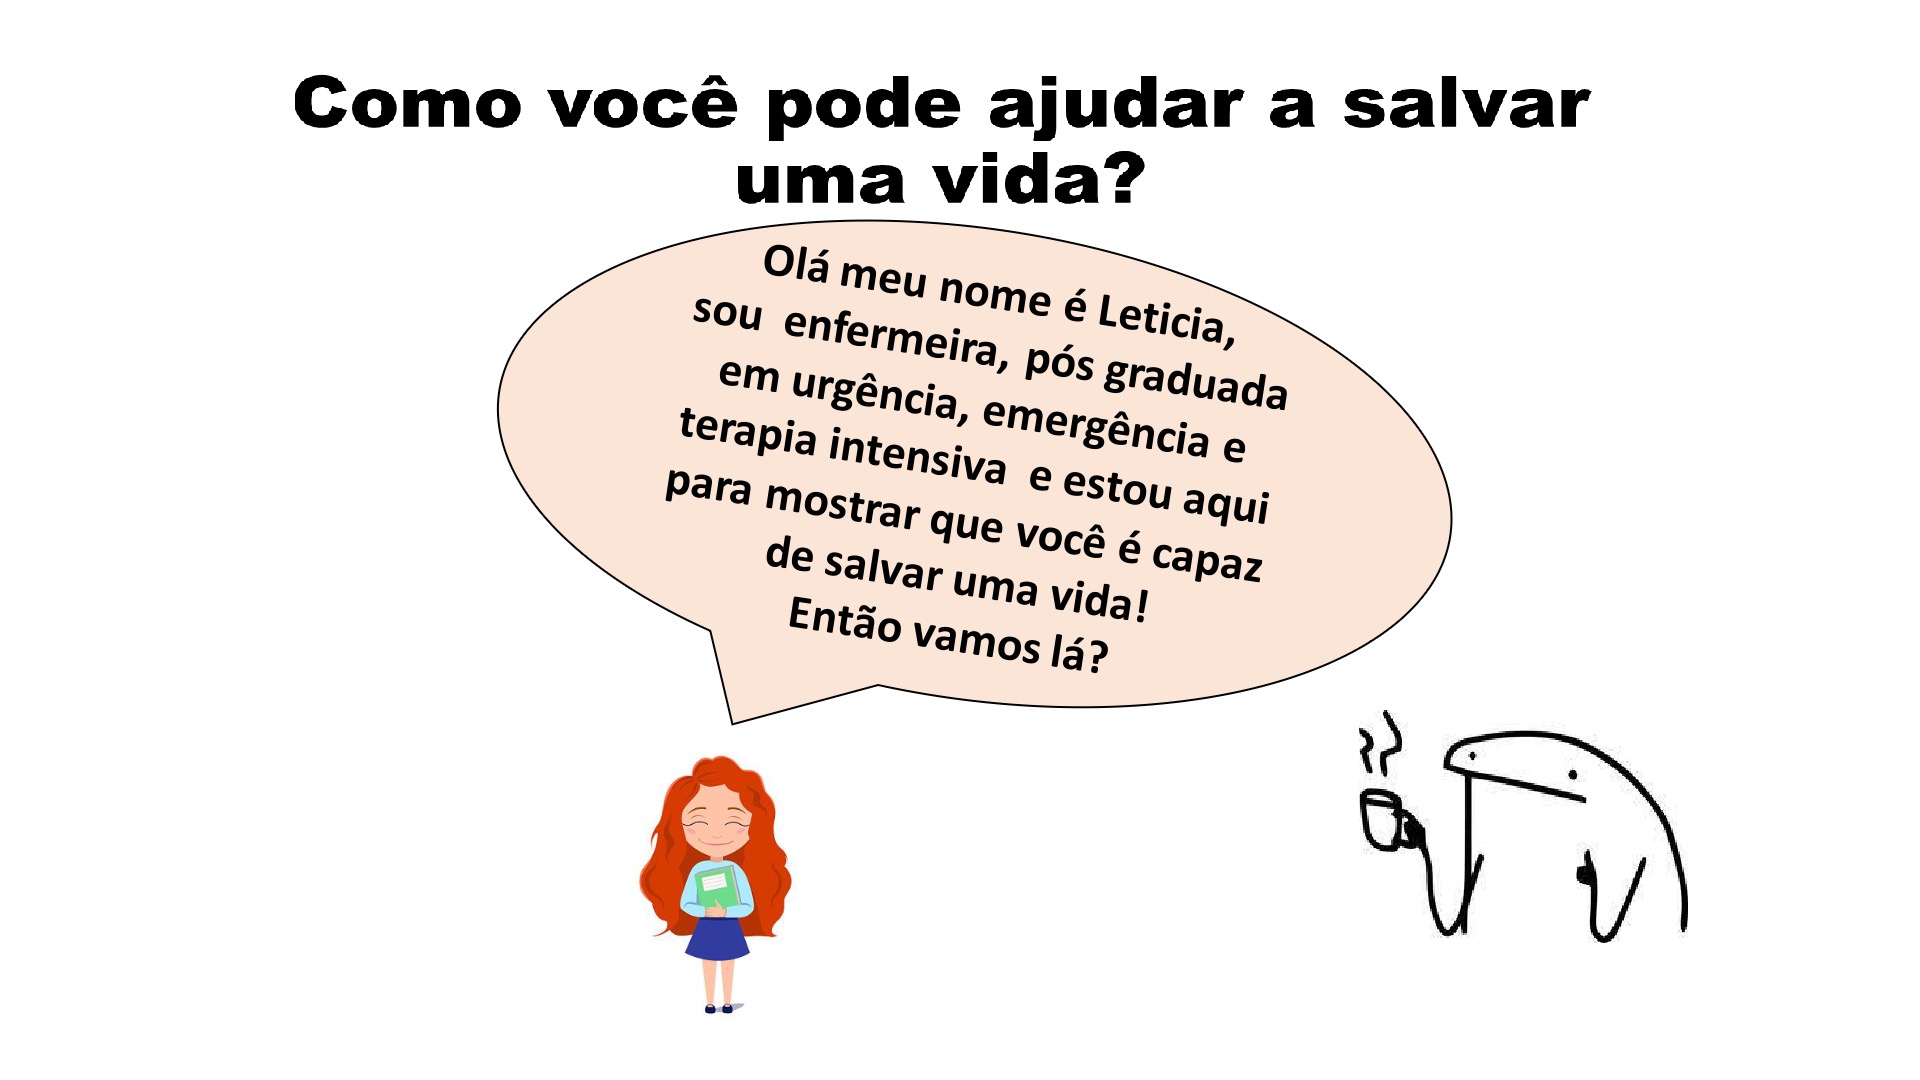 Como você pode ajudar a salvar
uma vida?
Olá meu nome é Leticia,
sou  enfermeira, pós graduada
em urgência, emergência e
terapia intensiva  e estou aqui
para mostrar que você é capaz
de salvar uma vida!
Então vamos lá?